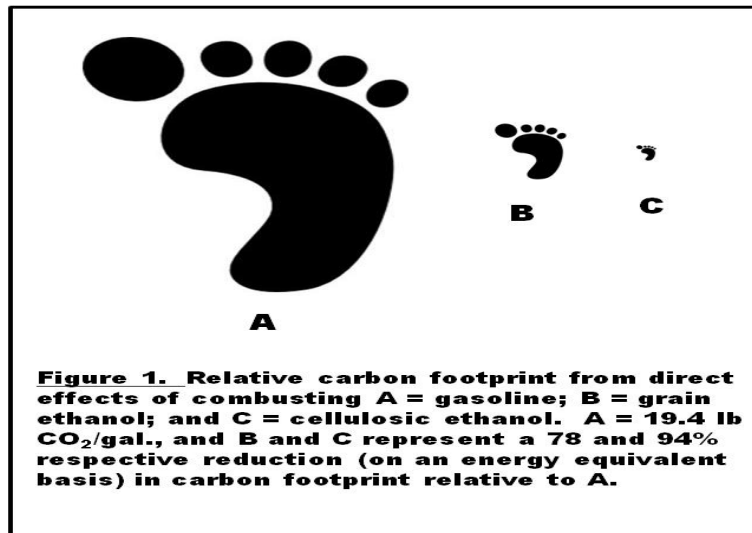 B
C
A
Figure 1. Relative carbon footprint from direct
effects of combusting A = gasoline; B = grain
ethanol; and C = cellulosic ethanol. A = 19.4 lb
CO₂/gal., and B and C represent a 78 and 94%
respective reduction (on an energy equivalent
basis) in carbon footprint relative to A.